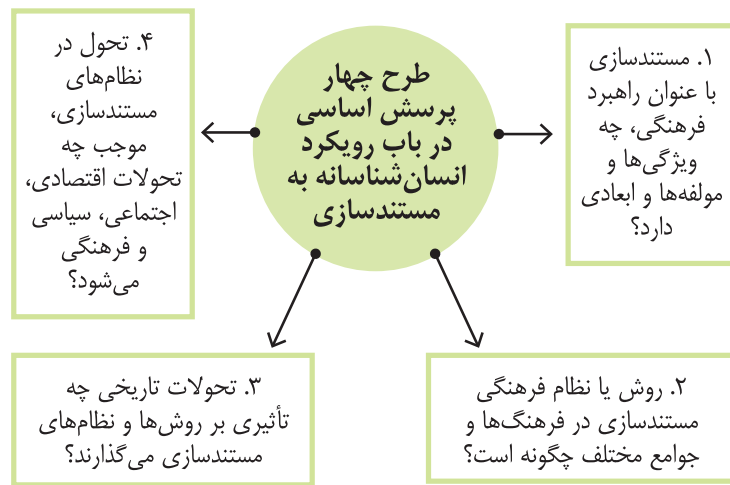 طرح چهار
پرسش اساسی
در باب رویکرد
انسان‌شناسانه به
مستندسازی
۱. مستندسازی
با عنوان راهبرد
فرهنگی، چه
ویژگی‌ها و
مولفه‌ها و ابعادی
دارد؟
۲. روش یا نظام فرهنگی
مستندسازی در فرهنگ‌ها و
جوامع مختلف چگونه است؟
۳. تحولات تاریخی چه
تأثیری بر روش‌ها و نظام‌های
مستندسازی می‌گذارند؟
۴. تحول در
نظام‌های
مستندسازی،
موجب چه
تحولات اقتصادی،
اجتماعی، سیاسی
و فرهنگی
می‌شود؟